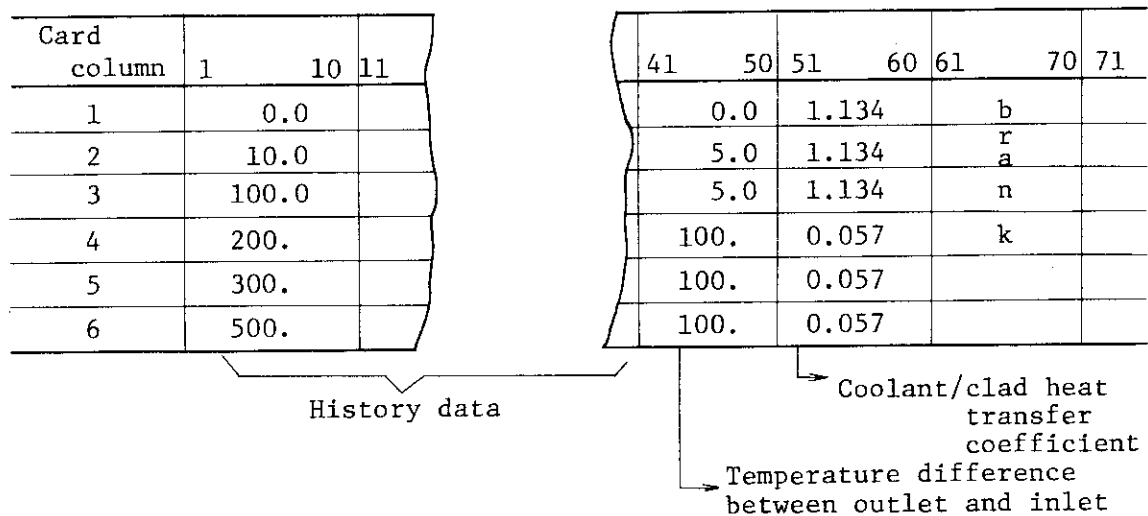 Card
column 1 10 11 41 50 51 60 61 70 71
1 0.0 0.0 1.134 b
r
2 10.0 5.0 1.134 a
3 100.0 5.0 1.134 n
4 200. 100. 0.057 k
5 300. 100. 0.057
6 500. 100. 0.057
History data
Coolant/clad heat
transfer
coefficient
Temperature difference
between outlet and inlet